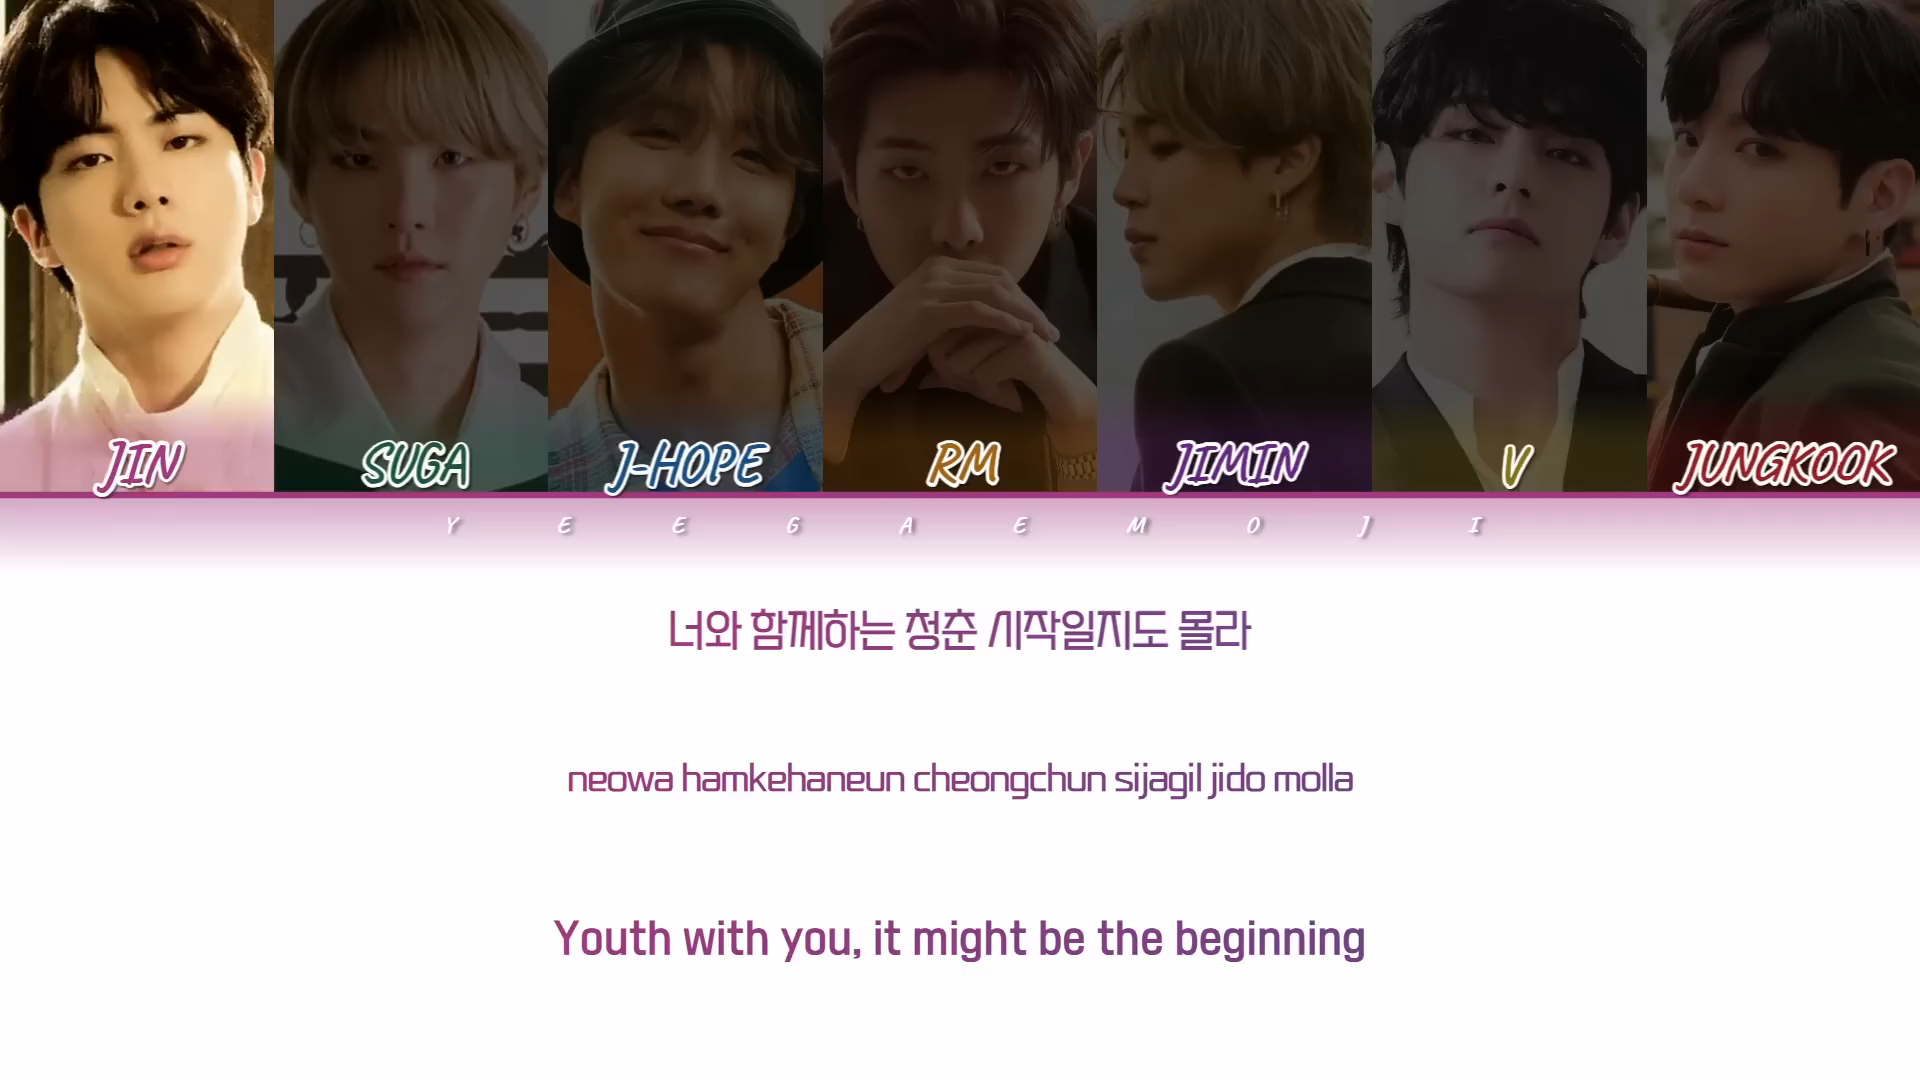 JIN SUGA J-HOPE RM JIMIN V JUNGKOOK
Y E E G A E M O J I
너와 함께하는 청춘 시작일지도 몰라
neowa hamkehaneun cheongchun sijagil jido molla
Youth with you, it might be the beginning